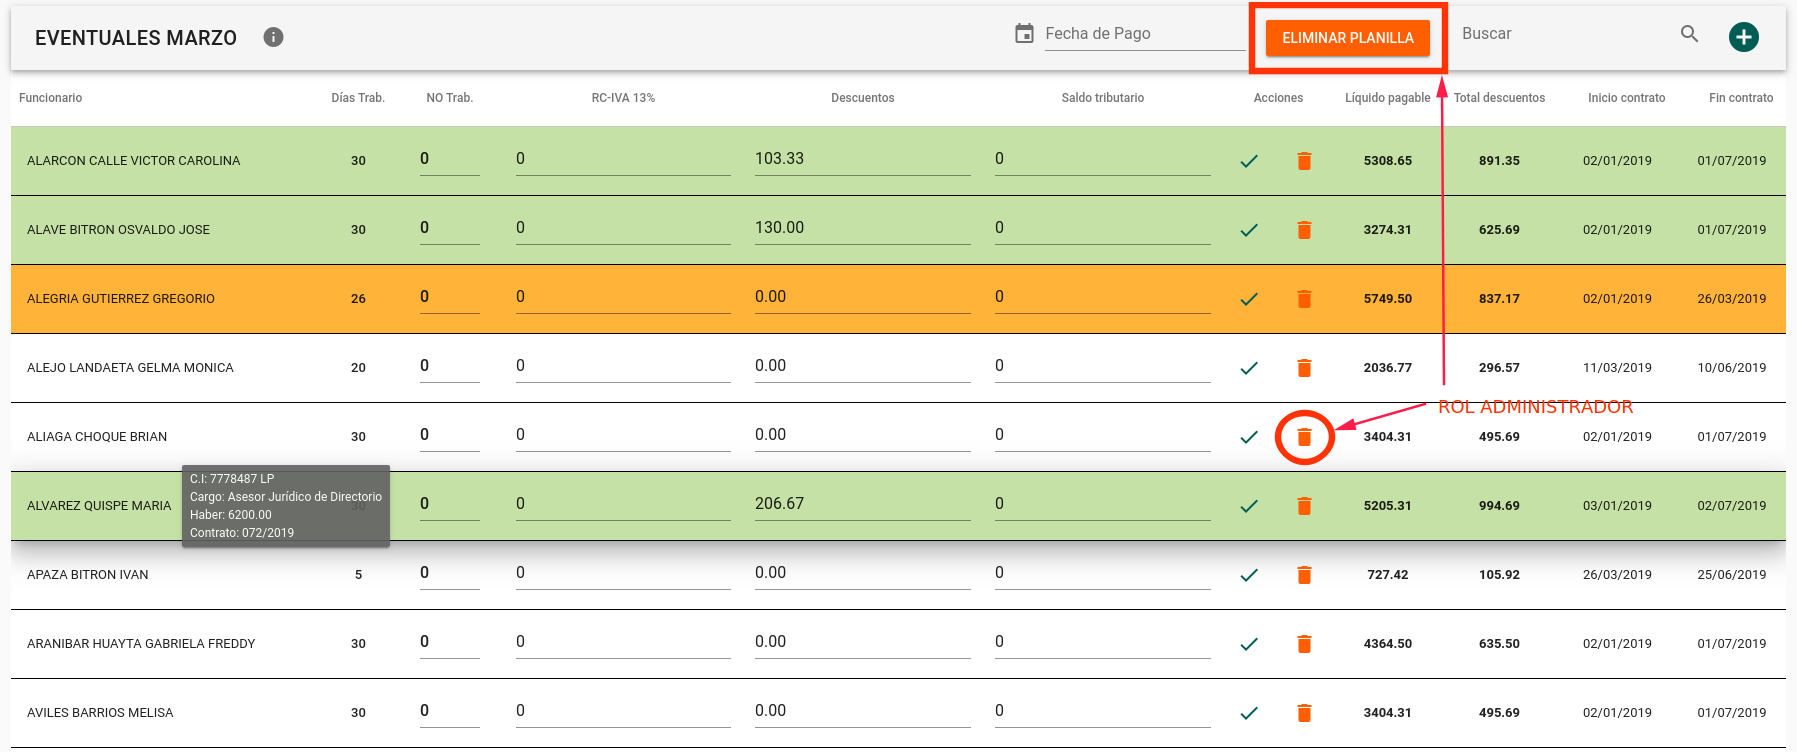 EVENTUALES MARZO i Fecha de Pago ELIMINAR PLANILLA Buscar
Funcionario Días Trab. NO Trab. RC-IVA 13% Descuentos Saldo tributario Acciones Líquido pagable Total descuentos Inicio contrato Fin contrato
ALARCON CALLE VICTOR CAROLINA 30 0 0 103.33 0 5308.65 891.35 02/01/2019 01/07/2019
ALAVE BITRON OSVALDO JOSE 30 0 0 130.00 0 3274.31 625.69 02/01/2019 01/07/2019
ALEGRIA GUTIERREZ GREGORIO 26 0 0 0.00 0 5749.50 837.17 02/01/2019 26/03/2019
ALEJO LANDAETA GELMA MONICA 20 0 0 0.00 0 2036.77 296.57 11/03/2019 10/06/2019
ROL ADMINISTRADOR
ALIAGA CHOQUE BRIAN 30 0 0 0.00 0 3404.31 495.69 02/01/2019 01/07/2019
C.I: 7778487 LP
Cargo: Asesor Jurídico de Directorio
Haber: 6200.00
Contrato: 072/2019
ALVAREZ QUISPE MARIA 30 0 0 206.67 0 5205.31 994.69 03/01/2019 02/07/2019
APAZA BITRON IVAN 5 0 0 0.00 0 727.42 105.92 26/03/2019 25/06/2019
ARANIBAR HUAYTA GABRIELA FREDDY 30 0 0 0.00 0 4364.50 635.50 02/01/2019 01/07/2019
AVILES BARRIOS MELISA 30 0 0 0.00 0 3404.31 495.69 02/01/2019 01/07/2019